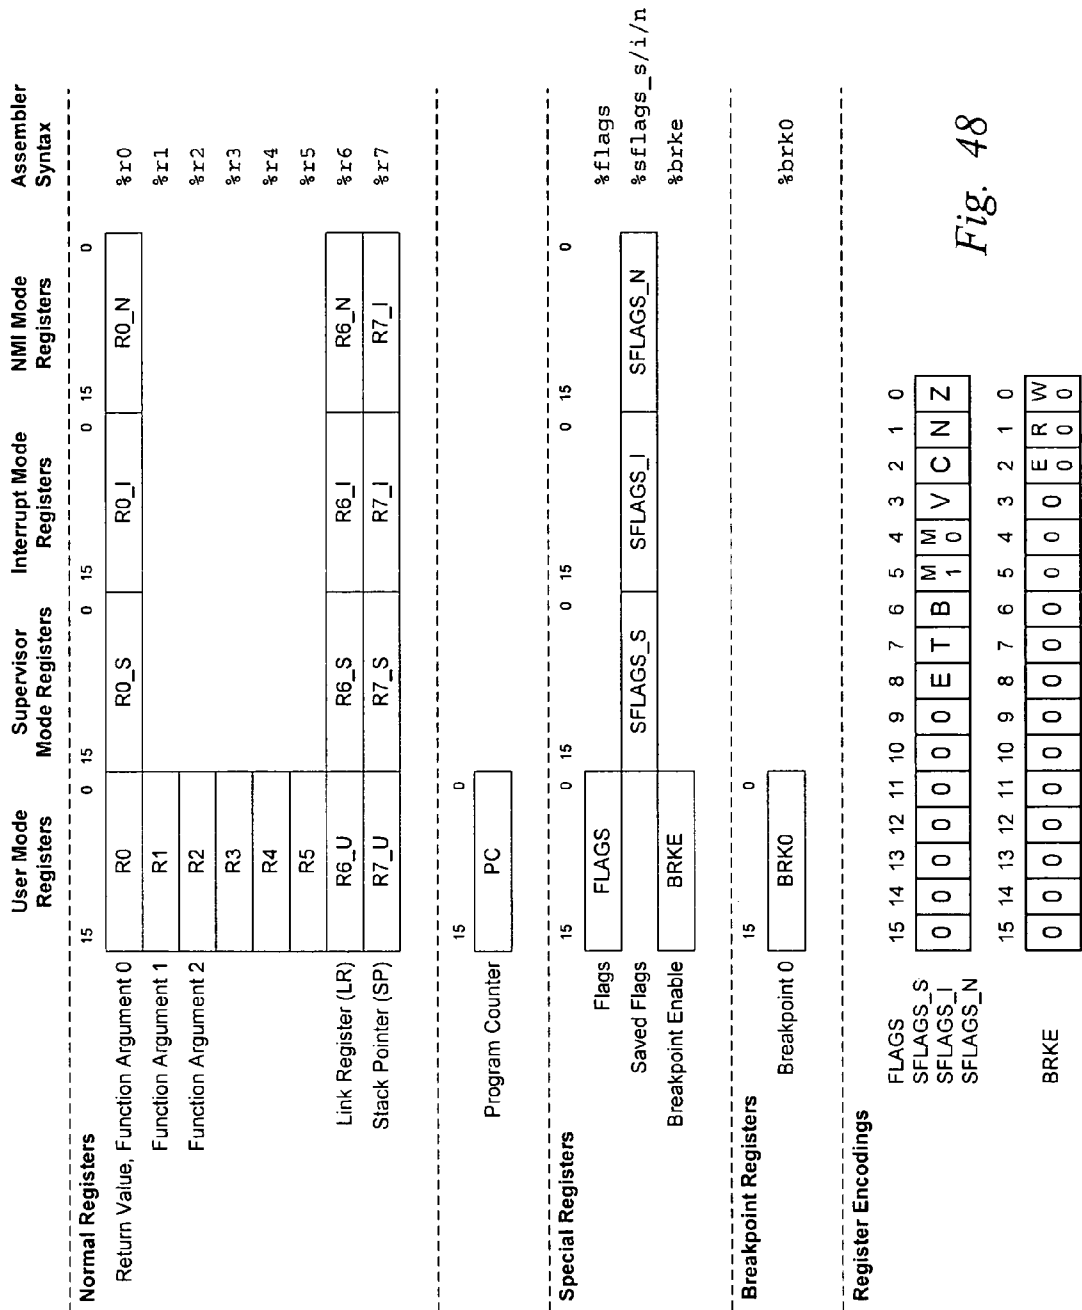 User Mode Registers
Supervisor Mode Registers
Interrupt Mode Registers
NMI Mode Registers
Assembler Syntax
Normal Registers
15 0 15 0 15 0 15 0
Return Value, Function Argument 0 R0 R0_S R0_I R0_N %r0
Function Argument 1 R1 %r1
Function Argument 2 R2 %r2
R3 %r3
R4 %r4
R5 %r5
Link Register (LR) R6_U R6_S R6_I R6_N %r6
Stack Pointer (SP) R7_U R7_S R7_I R7_I %r7
15 0
Program Counter PC
Special Registers
15 0 15 0 15 0 15 0
Flags FLAGS %flags
Saved Flags SFLAGS_S SFLAGS_I SFLAGS_N %sflags_s/i/n
Breakpoint Enable BRKE %brke
Breakpoint Registers
15 0
Breakpoint 0 BRK0 %brk0
Register Encodings
15 14 13 12 11 10 9 8 7 6 5 4 3 2 1 0
FLAGS
SFLAGS_S
SFLAGS_I
SFLAGS_N
0 0 0 0 0 0 0 E T B M1 M0 V C N Z
15 14 13 12 11 10 9 8 7 6 5 4 3 2 1 0
BRKE 0 0 0 0 0 0 0 0 0 0 0 0 0 E0 R0 W0
Fig. 48